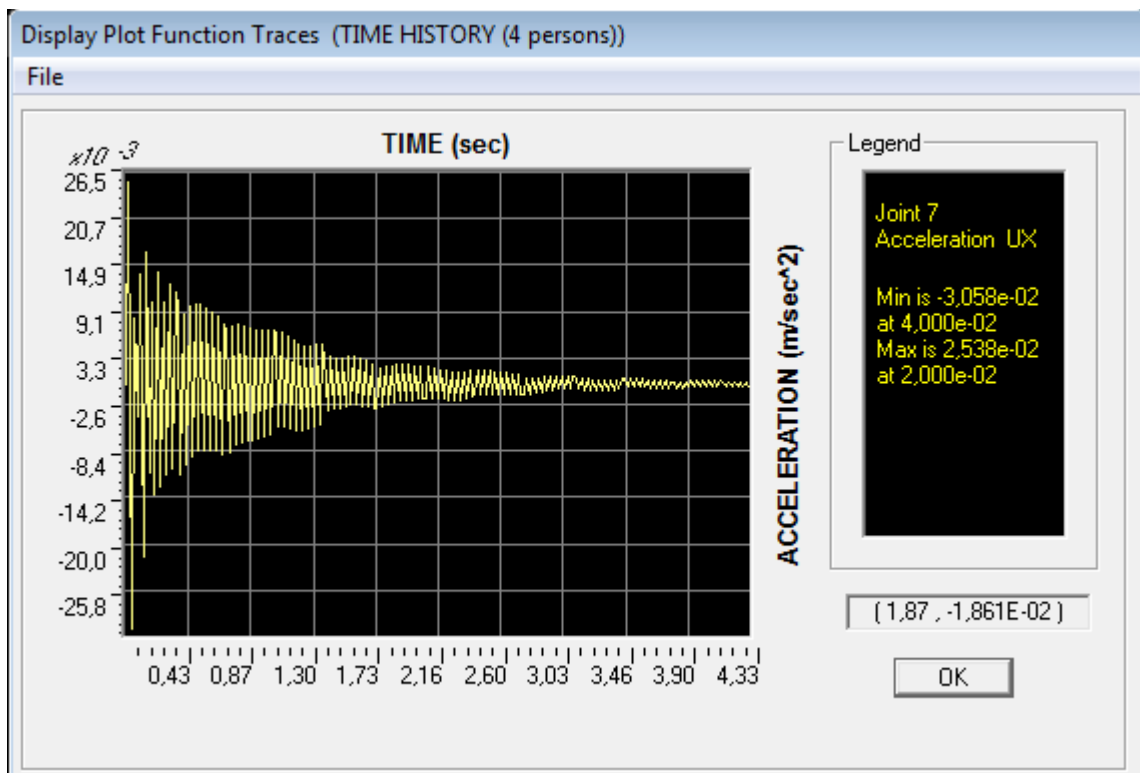 Display Plot Function Traces (TIME HISTORY (4 persons))
File
TIME (sec)
x10 -3
26,5
20,7
14,9
9,1
3,3
-2,6
-8,4
-14,2
-20,0
-25,8
0,43 0,87 1,30 1,73 2,16 2,60 3,03 3,46 3,90 4,33
ACCELERATION (m/sec^2)
Legend
Joint 7
Acceleration UX
Min is -3,058e-02
at 4,000e-02
Max is 2,538e-02
at 2,000e-02
( 1,87 , -1,861E-02 )
OK